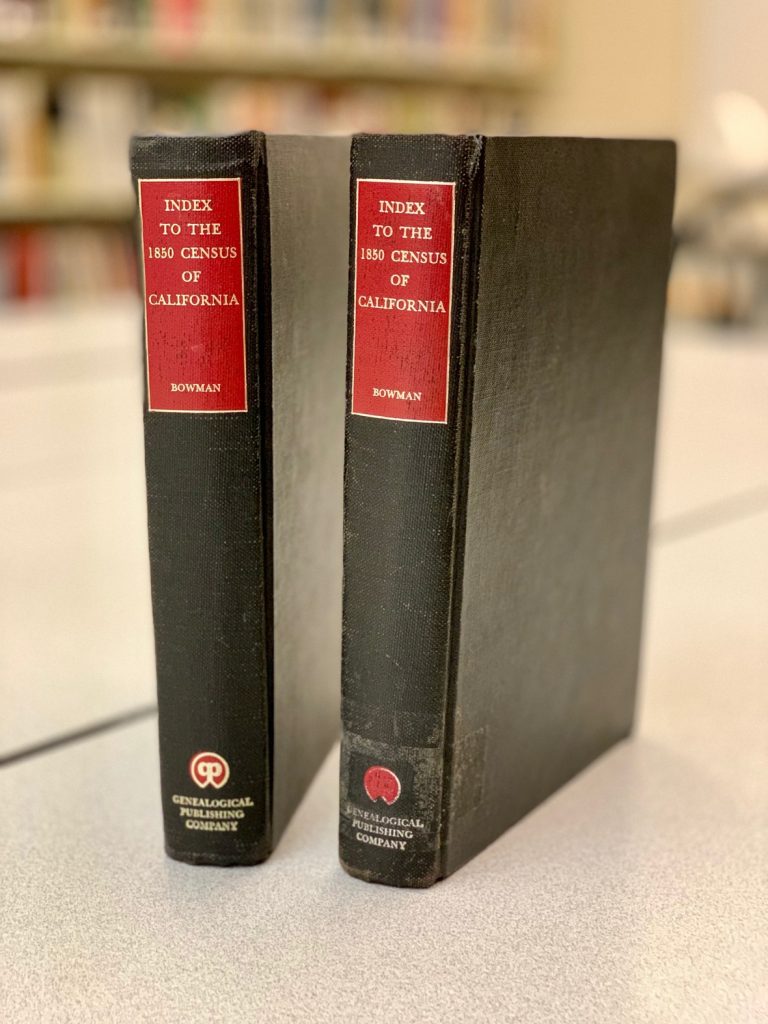 INDEX
TO THE
1850 CENSUS
OF
CALIFORNIA
BOWMAN
gp
GENEALOGICAL
PUBLISHING
COMPANY
INDEX
TO THE
1850 CENSUS
OF
CALIFORNIA
BOWMAN
GENEALOGICAL
PUBLISHING
COMPANY